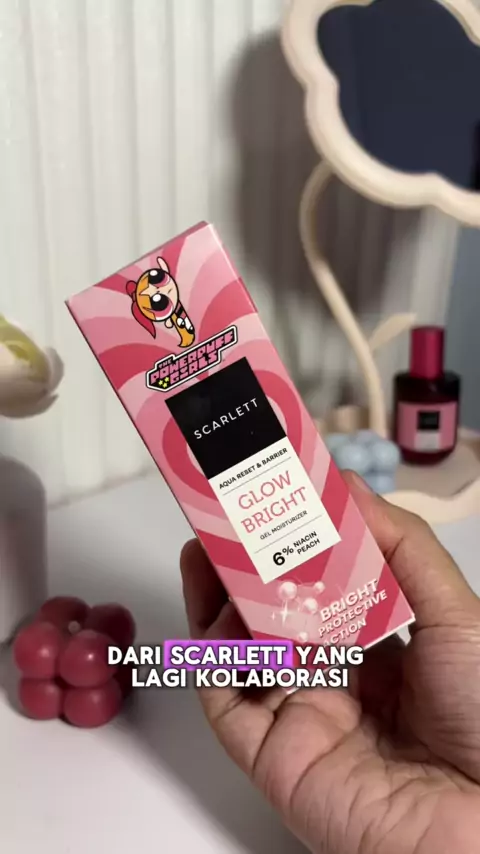 THE
POWERPUFF
GIRLS
SCARLETT
AQUA RESET & BARRIER
GLOW
BRIGHT
GEL MOISTURIZER
6% NIACIN
PEACH
BRIGHT
PROTECTIVE
ACTION
DARI SCARLETT YANG
LAGI KOLABORASI